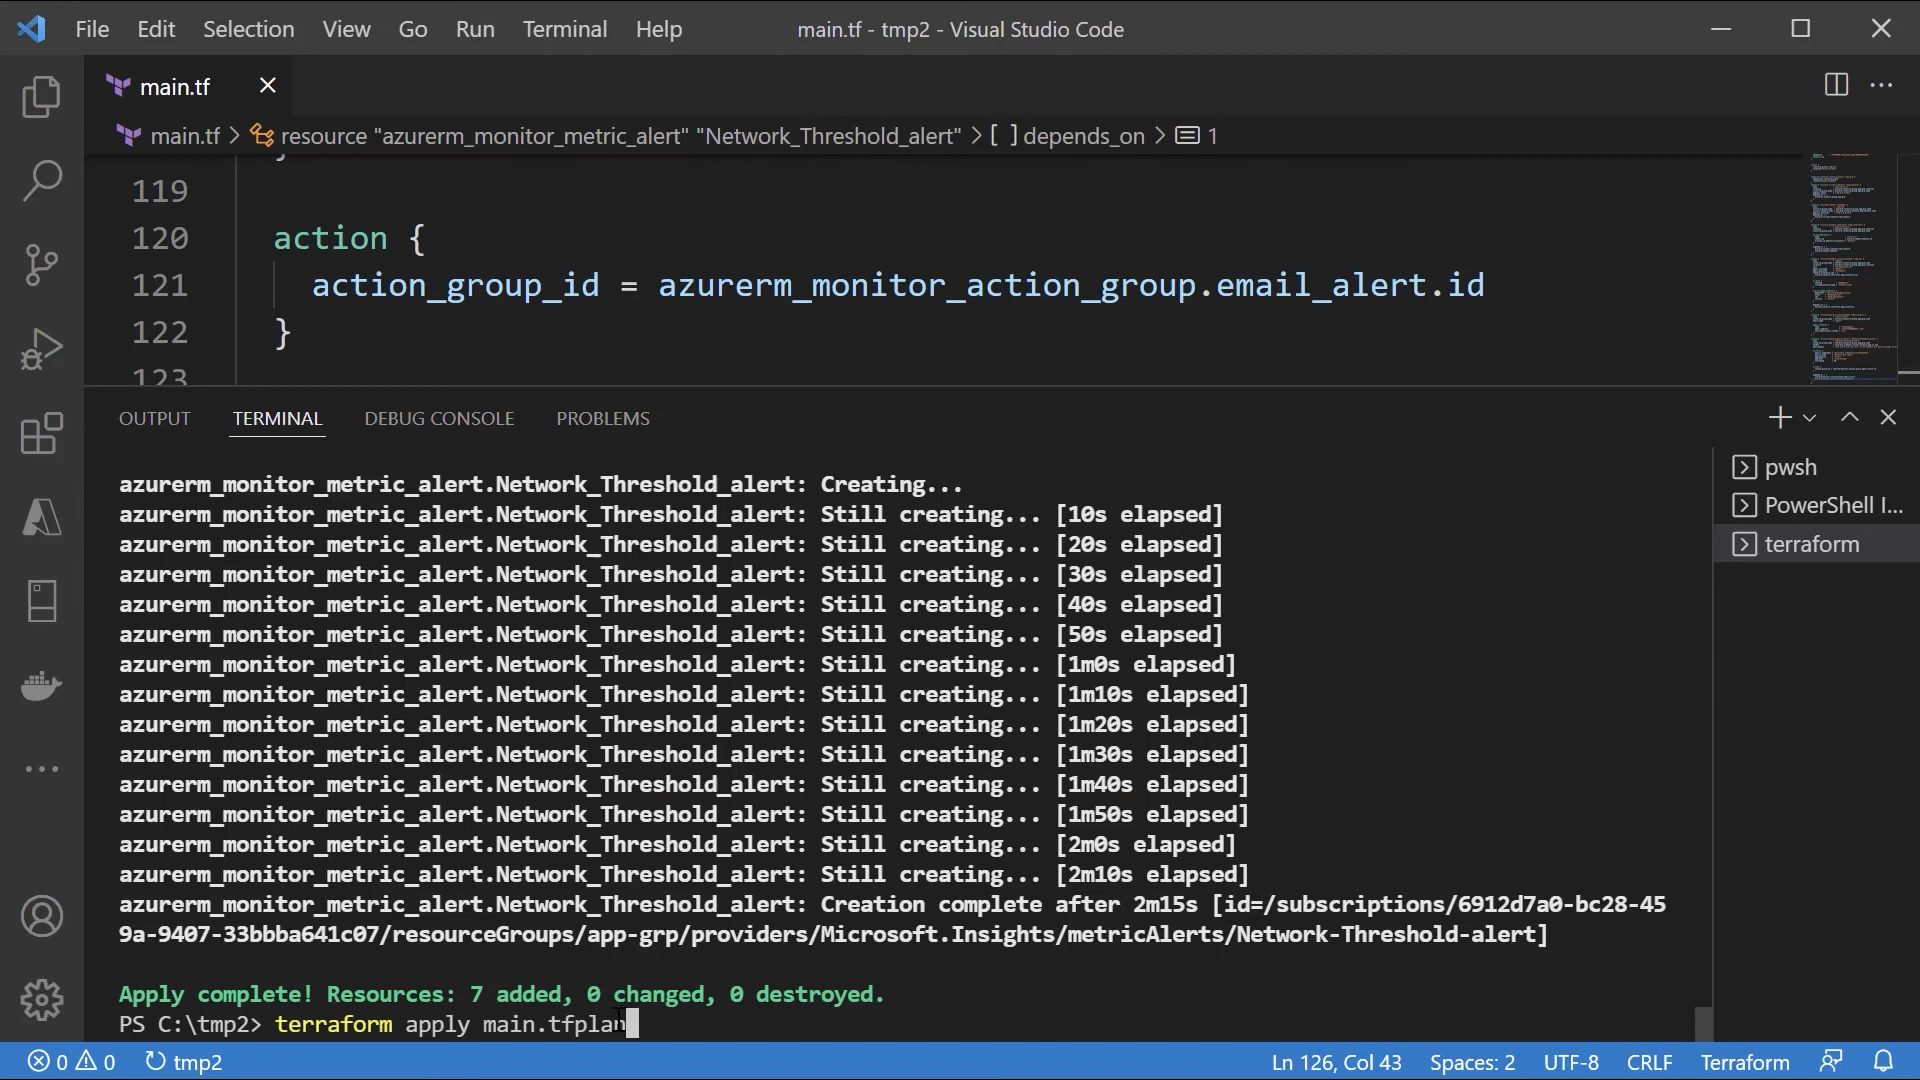 File Edit Selection View Go Run Terminal Help main.tf - tmp2 - Visual Studio Code
main.tf
main.tf > resource "azurerm_monitor_metric_alert" "Network_Threshold_alert" > [ ] depends_on > 1
119
120 action {
121 action_group_id = azurerm_monitor_action_group.email_alert.id
122 }
123
OUTPUT TERMINAL DEBUG CONSOLE PROBLEMS
pwsh
PowerShell I...
terraform
azurerm_monitor_metric_alert.Network_Threshold_alert: Creating...
azurerm_monitor_metric_alert.Network_Threshold_alert: Still creating... [10s elapsed]
azurerm_monitor_metric_alert.Network_Threshold_alert: Still creating... [20s elapsed]
azurerm_monitor_metric_alert.Network_Threshold_alert: Still creating... [30s elapsed]
azurerm_monitor_metric_alert.Network_Threshold_alert: Still creating... [40s elapsed]
azurerm_monitor_metric_alert.Network_Threshold_alert: Still creating... [50s elapsed]
azurerm_monitor_metric_alert.Network_Threshold_alert: Still creating... [1m0s elapsed]
azurerm_monitor_metric_alert.Network_Threshold_alert: Still creating... [1m10s elapsed]
azurerm_monitor_metric_alert.Network_Threshold_alert: Still creating... [1m20s elapsed]
azurerm_monitor_metric_alert.Network_Threshold_alert: Still creating... [1m30s elapsed]
azurerm_monitor_metric_alert.Network_Threshold_alert: Still creating... [1m40s elapsed]
azurerm_monitor_metric_alert.Network_Threshold_alert: Still creating... [1m50s elapsed]
azurerm_monitor_metric_alert.Network_Threshold_alert: Still creating... [2m0s elapsed]
azurerm_monitor_metric_alert.Network_Threshold_alert: Still creating... [2m10s elapsed]
azurerm_monitor_metric_alert.Network_Threshold_alert: Creation complete after 2m15s [id=/subscriptions/6912d7a0-bc28-45
9a-9407-33bbba641c07/resourceGroups/app-grp/providers/Microsoft.Insights/metricAlerts/Network-Threshold-alert]
Apply complete! Resources: 7 added, 0 changed, 0 destroyed.
PS C:\tmp2> terraform apply main.tfplan
0 0 tmp2 Ln 126, Col 43 Spaces: 2 UTF-8 CRLF Terraform